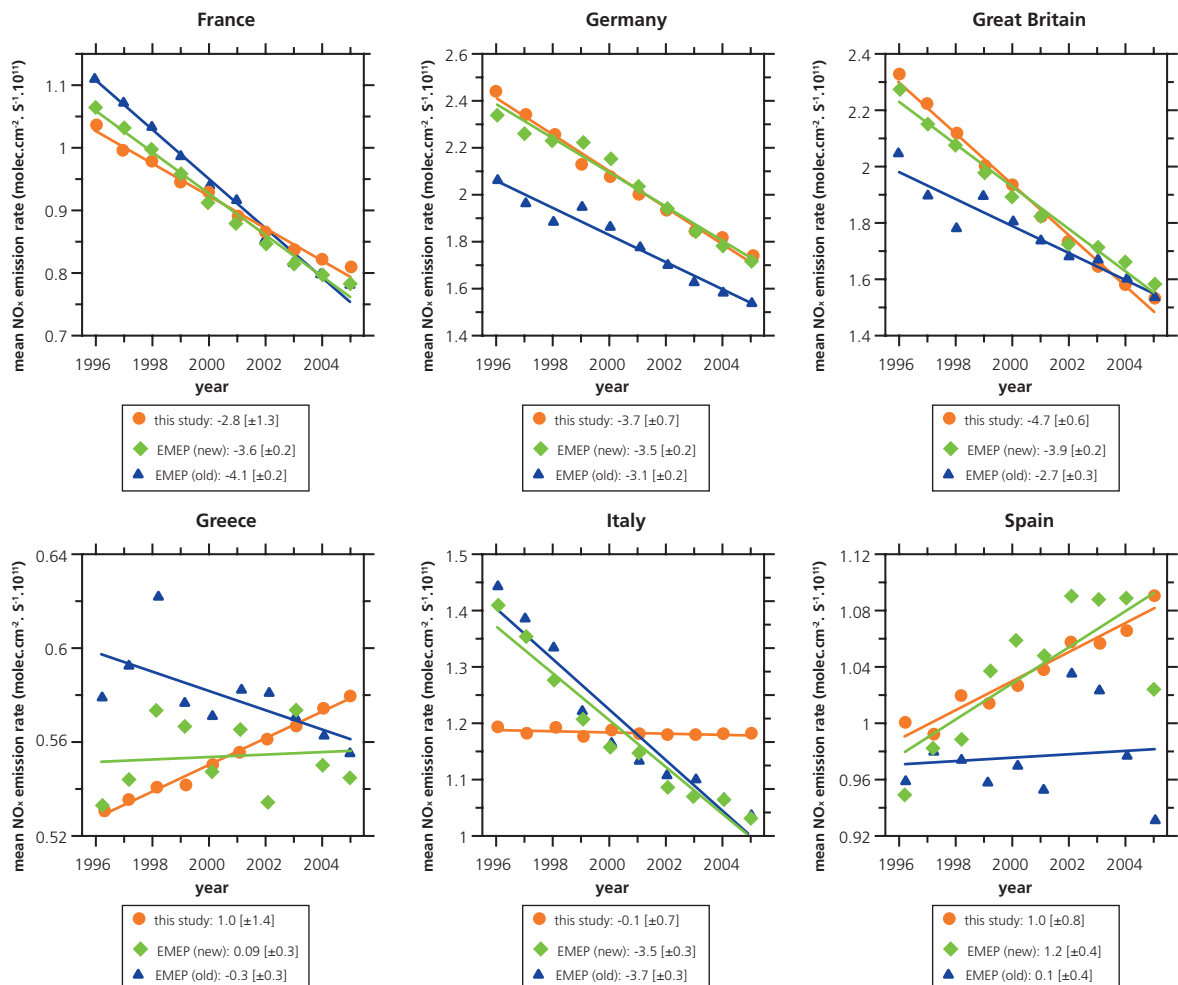 France
mean NOₓ emission rate (molec.cm⁻². S⁻¹.10¹¹)
1.1
1
0.9
0.8
0.7
1996 1998 2000 2002 2004
year
this study: -2.8 [±1.3]
EMEP (new): -3.6 [±0.2]
EMEP (old): -4.1 [±0.2]
Germany
mean NOₓ emission rate (molec.cm⁻². S⁻¹.10¹¹)
2.6
2.4
2.2
2
1.8
1.6
1.4
1996 1998 2000 2002 2004
year
this study: -3.7 [±0.7]
EMEP (new): -3.5 [±0.2]
EMEP (old): -3.1 [±0.2]
Great Britain
mean NOₓ emission rate (molec.cm⁻². S⁻¹.10¹¹)
2.4
2.2
2
1.8
1.6
1.4
1996 1998 2000 2002 2004
year
this study: -4.7 [±0.6]
EMEP (new): -3.9 [±0.2]
EMEP (old): -2.7 [±0.3]
Greece
mean NOₓ emission rate (molec.cm⁻². S⁻¹.10¹¹)
0.64
0.6
0.56
0.52
1996 1998 2000 2002 2004
year
this study: 1.0 [±1.4]
EMEP (new): 0.09 [±0.3]
EMEP (old): -0.3 [±0.3]
Italy
mean NOₓ emission rate (molec.cm⁻². S⁻¹.10¹¹)
1.5
1.4
1.3
1.2
1.1
1
1996 1998 2000 2002 2004
year
this study: -0.1 [±0.7]
EMEP (new): -3.5 [±0.3]
EMEP (old): -3.7 [±0.3]
Spain
mean NOₓ emission rate (molec.cm⁻². S⁻¹.10¹¹)
1.12
1.08
1.04
1
0.96
0.92
1996 1998 2000 2002 2004
year
this study: 1.0 [±0.8]
EMEP (new): 1.2 [±0.4]
EMEP (old): 0.1 [±0.4]